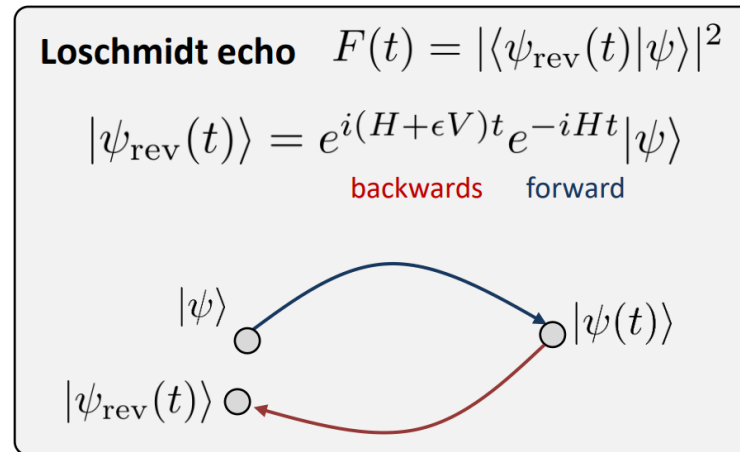 Loschmidt echo F(t) = |⟨ψ_rev(t)|ψ⟩|²
|ψ_rev(t)⟩ = e^{i(H+ϵV)t} e^{-iHt}|ψ⟩
backwards forward
|ψ⟩
|ψ(t)⟩
|ψ_rev(t)⟩